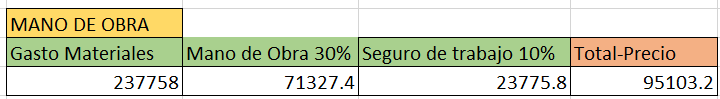 MANO DE OBRA
Gasto Materiales Mano de Obra 30% Seguro de trabajo 10% Total-Precio
237758 71327.4 23775.8 95103.2